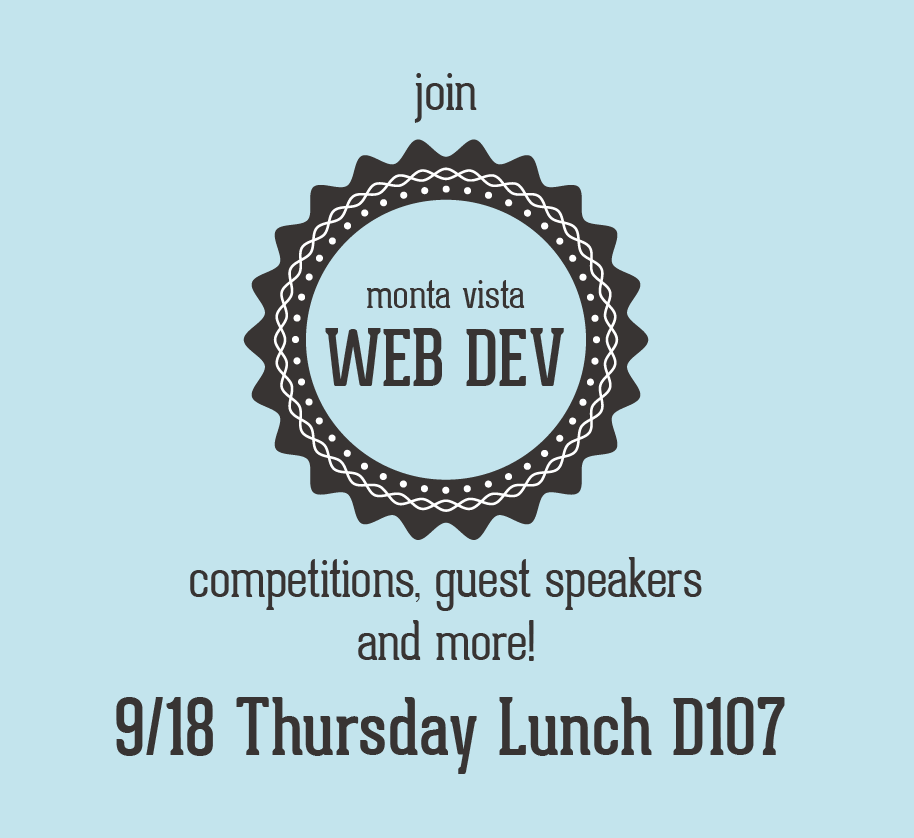 join
monta vista
WEB DEV
competitions, guest speakers
and more!
9/18 Thursday Lunch D107